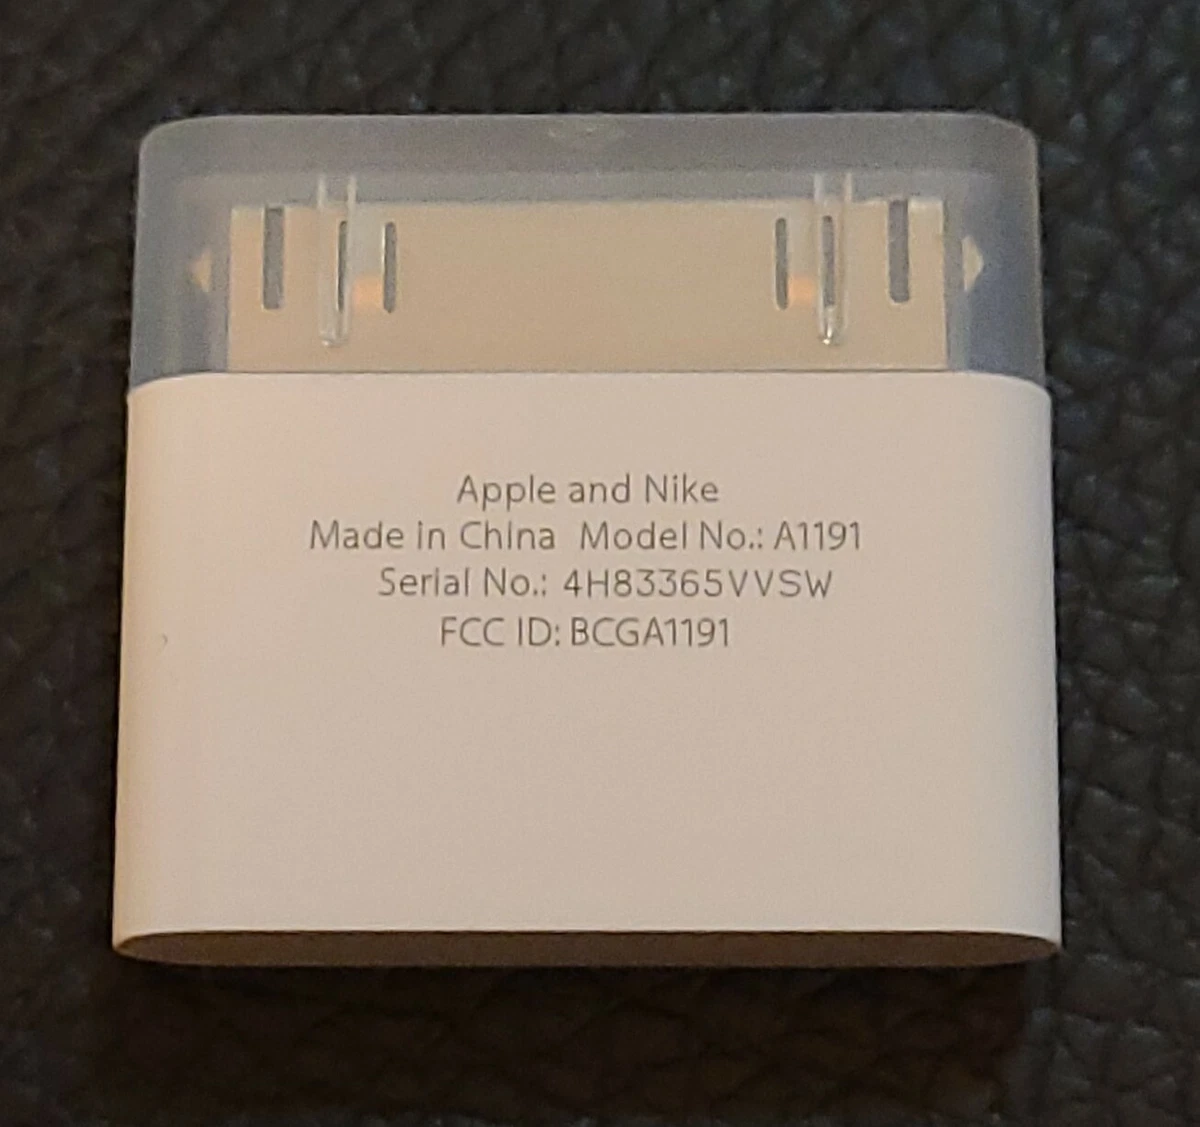 Apple and Nike
Made in China Model No.: A1191
Serial No.: 4H83365VVSW
FCC ID: BCGA1191